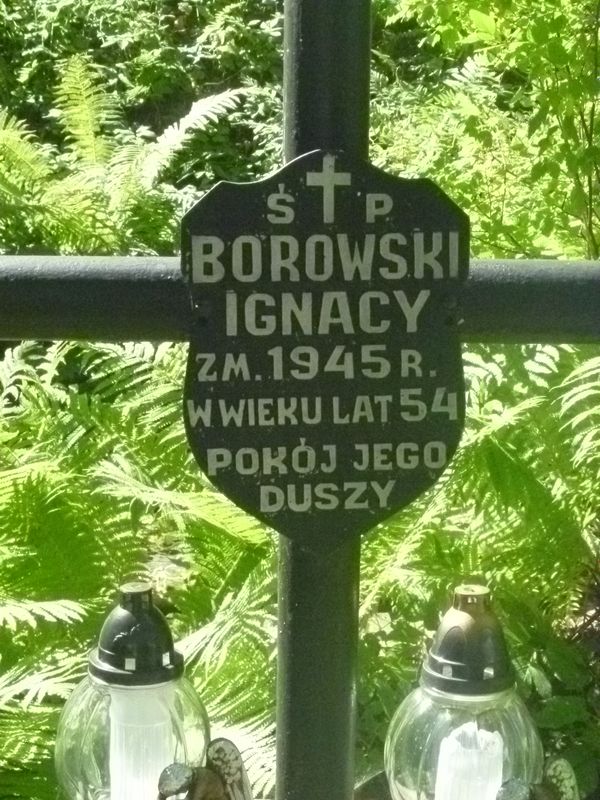 Ś P
BOROWSKI
IGNACY
ZM. 1945 R.
W WIEKU LAT 54
POKÓJ JEGO
DUSZY